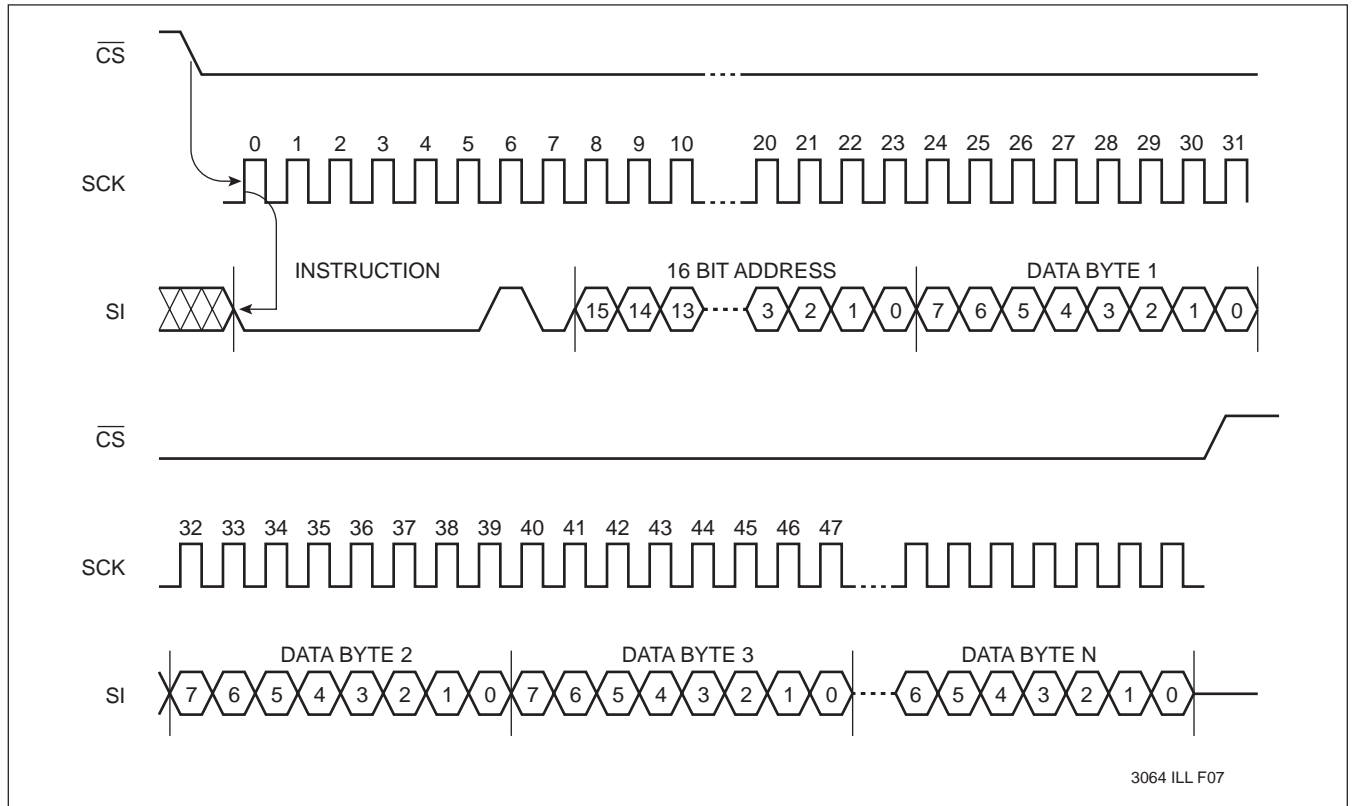 CS
0 1 2 3 4 5 6 7 8 9 10 20 21 22 23 24 25 26 27 28 29 30 31
SCK
INSTRUCTION 16 BIT ADDRESS DATA BYTE 1
SI 15 14 13 3 2 1 0 7 6 5 4 3 2 1 0
CS
32 33 34 35 36 37 38 39 40 41 42 43 44 45 46 47
SCK
DATA BYTE 2 DATA BYTE 3 DATA BYTE N
SI 7 6 5 4 3 2 1 0 7 6 5 4 3 2 1 0 6 5 4 3 2 1 0
3064 ILL F07